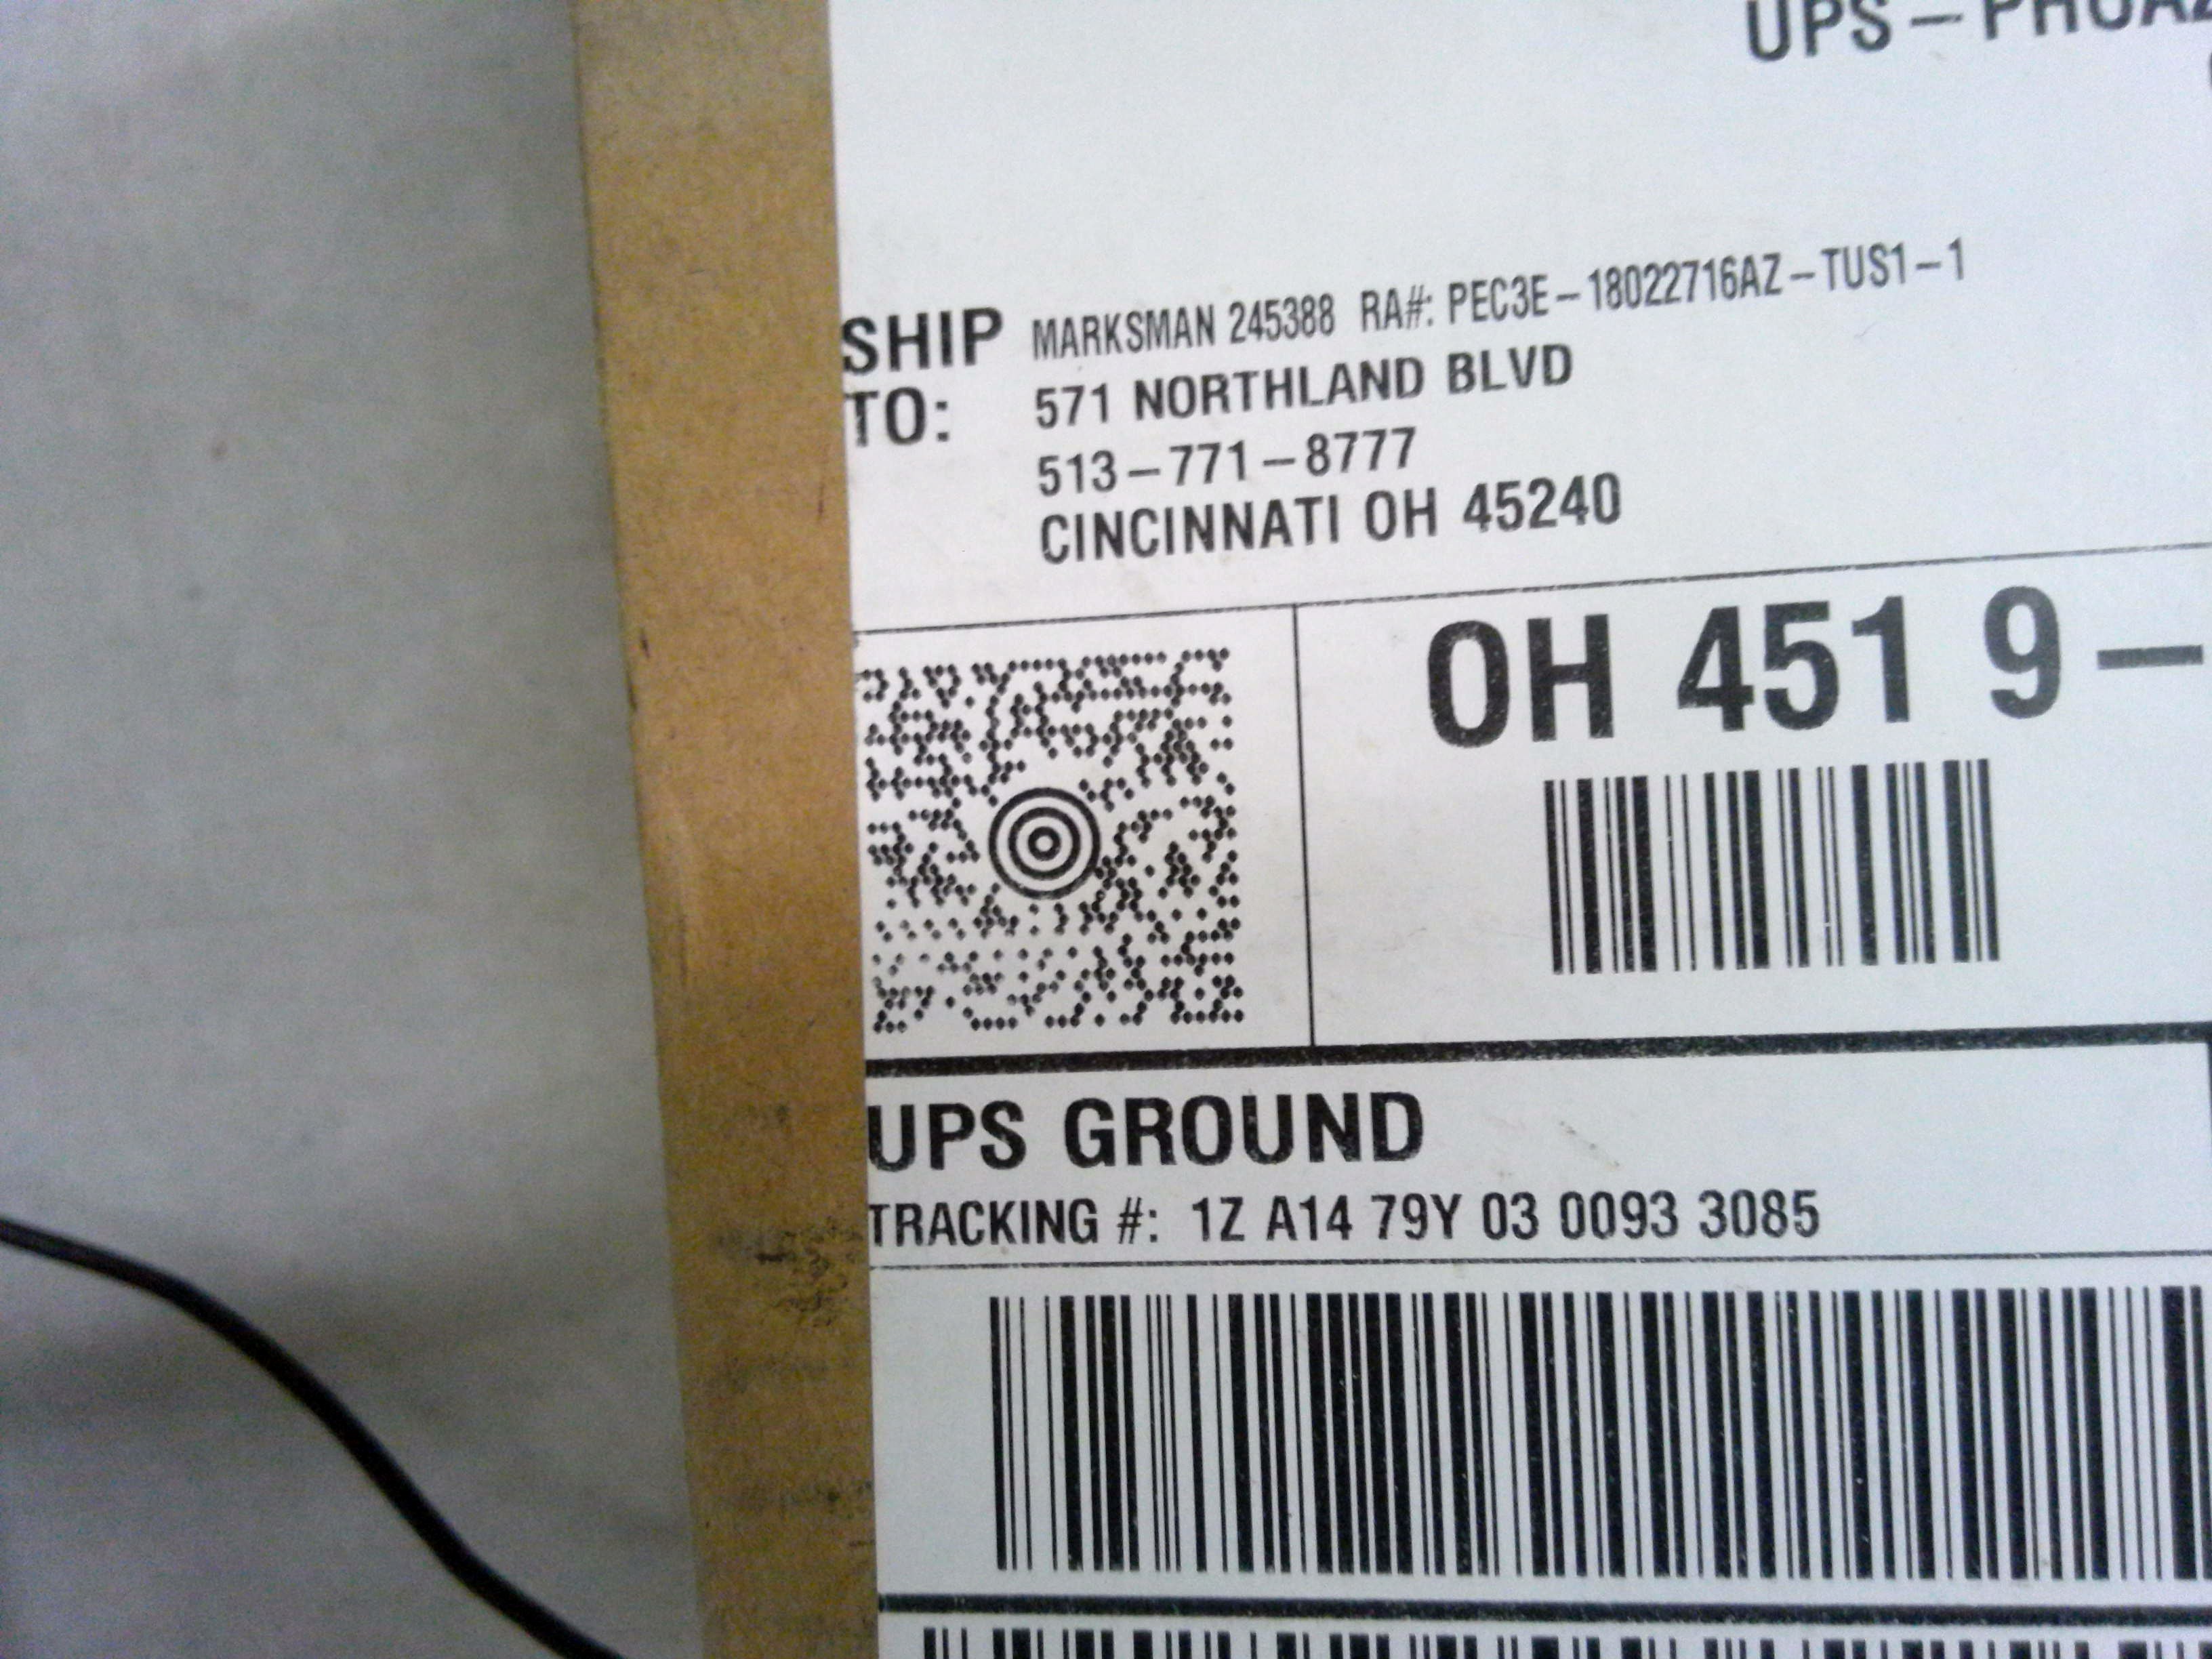 UPS – PHOAZ
SHIP TO:
MARKSMAN 245388 RA#: PEC3E–18022716AZ–TUS1–1
571 NORTHLAND BLVD
513–771–8777
CINCINNATI OH 45240
OH 451 9–
UPS GROUND
TRACKING #: 1Z A14 79Y 03 0093 3085